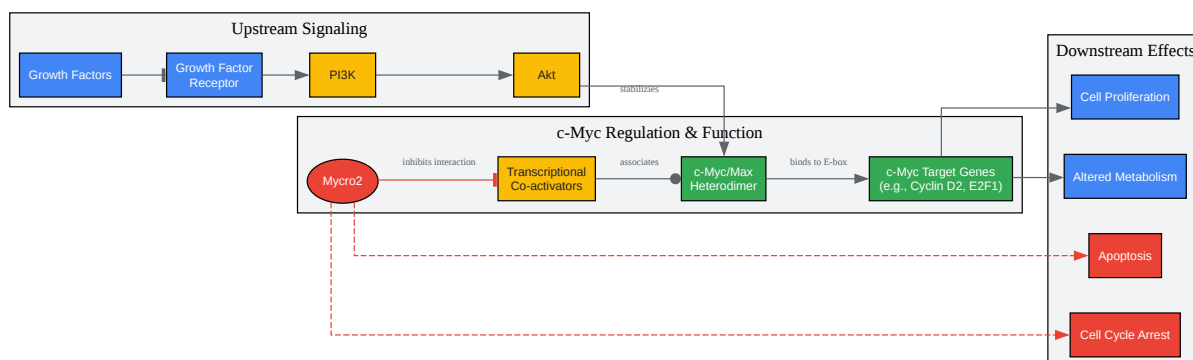 Upstream Signaling
Growth Factors
Growth Factor
Receptor
PI3K
Akt
stabilizies
c-Myc Regulation & Function
Mycro2
inhibits interaction
Transcriptional
Co-activators
associates
c-Myc/Max
Heterodimer
binds to E-box
c-Myc Target Genes
(e.g., Cyclin D2, E2F1)
Downstream Effects
Cell Proliferation
Altered Metabolism
Apoptosis
Cell Cycle Arrest